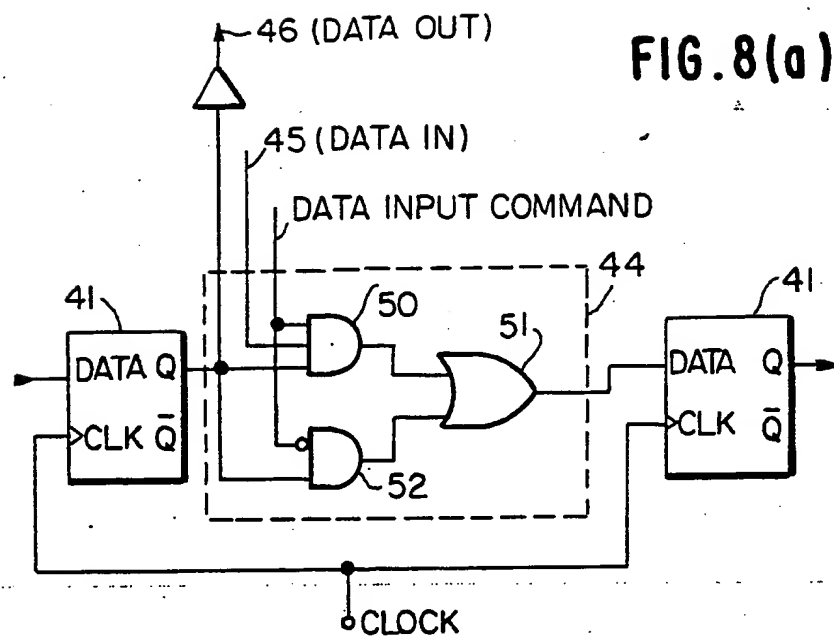 46 (DATA OUT)
FIG.8(a)
45 (DATA IN)
DATA INPUT COMMAND
44
41
50
51
41
DATA Q
DATA Q
CLK Q̅
CLK Q̅
52
CLOCK